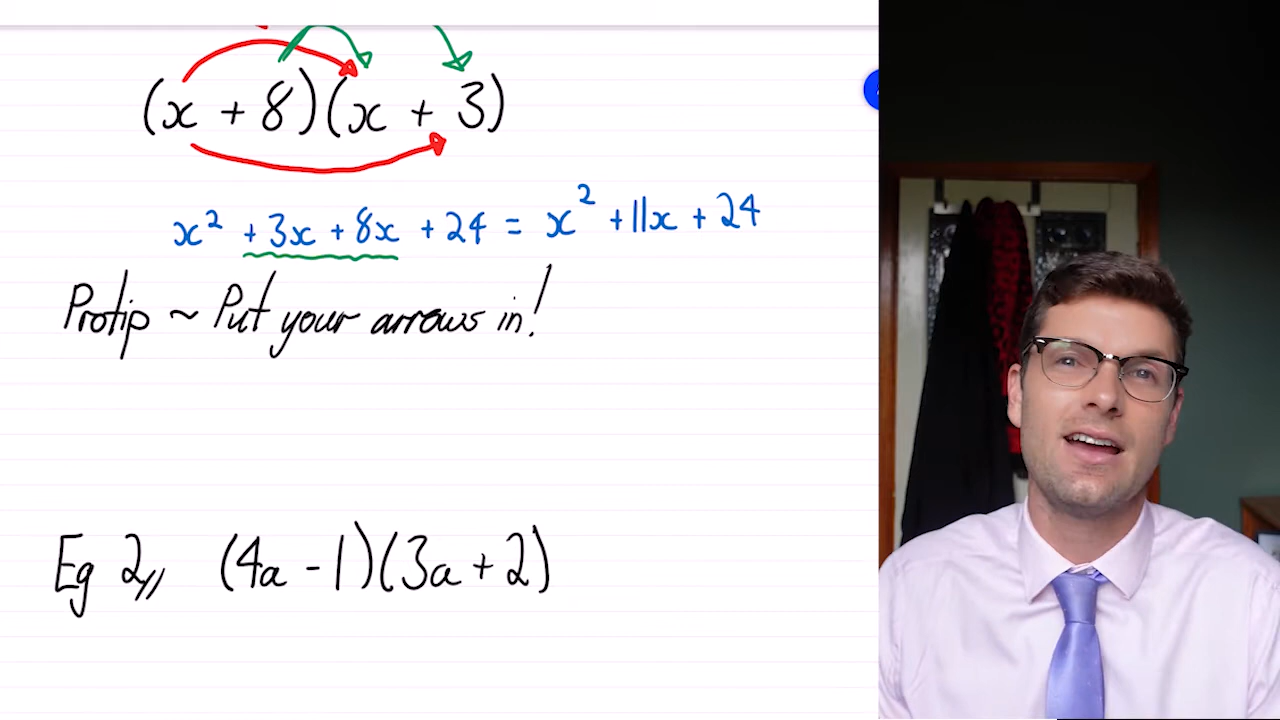 (x + 8)(x + 3)
x² + 3x + 8x + 24 = x² + 11x + 24
Protip ~ Put your arrows in!
Eg 2,, (4a - 1)(3a + 2)